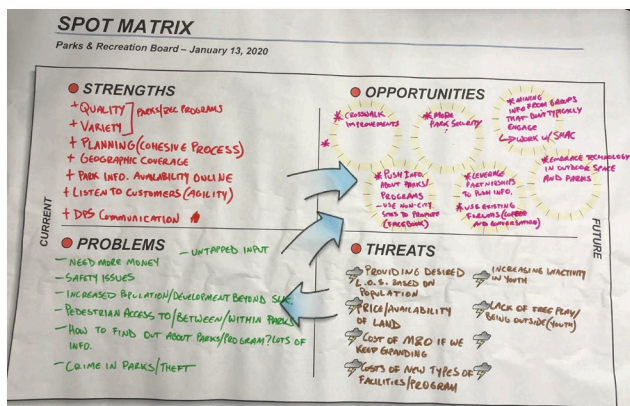 SPOT MATRIX
Parks & Recreation Board – January 13, 2020
STRENGTHS
+ QUALITY
+ VARIETY
PARKS/REC PROGRAMS
+ PLANNING (COHESIVE PROCESS)
+ GEOGRAPHIC COVERAGE
+ PARK INFO. AVAILABILITY ONLINE
+ LISTEN TO CUSTOMERS (AGILITY)
+ DPS COMMUNICATION
OPPORTUNITIES
* CROSSWALK
IMPROVEMENTS
*
* MORE
PARK SECURITY
* MINING
INFO FROM GROUPS
THAT DON'T TYPICALLY
ENGAGE
↳ WORK W/ SHAC
* PUSH INFO.
ABOUT PARKS/
PROGRAMS
- USE NON-CITY
SITES TO PROMOTE
(FACEBOOK)
* LEVERAGE
PARTNERSHIPS
TO PUSH INFO.
* USE EXISTING
FORUMS (COFFEE
AND CONVERSATION)
* EMBRACE TECHNOLOGY
IN OUTDOOR SPACE
AND PARKS
CURRENT
FUTURE
PROBLEMS
- UNTAPPED INPUT
- NEED MORE MONEY
- SAFETY ISSUES
- INCREASED POPULATION/DEVELOPMENT BEYOND
- PEDESTRIAN ACCESS TO/BETWEEN/WITHIN PARKS
- HOW TO FIND OUT ABOUT PARKS/PROGRAM? LOTS OF
INFO.
- CRIME IN PARKS/THEFT
THREATS
PROVIDING DESIRED
L.O.S. BASED ON
POPULATION
PRICE/AVAILABILITY
OF LAND
COST OF M&O IF WE
KEEP EXPANDING
COSTS OF NEW TYPES OF
FACILITIES/PROGRAM
INCREASING INACTIVITY
IN YOUTH
LACK OF FREE PLAY/
BEING OUTSIDE (YOUTH)